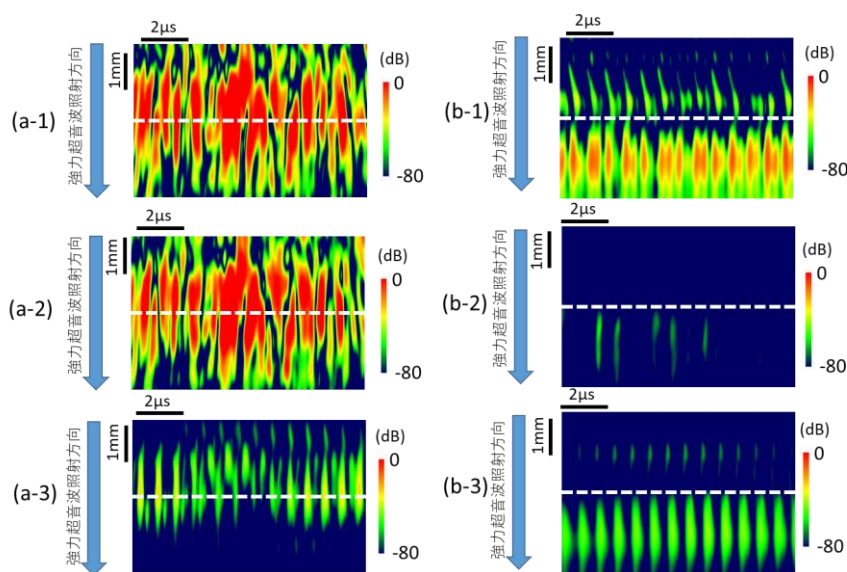 2μs
1mm
強力超音波照射方向
(a-1)
(dB)
0
-80
2μs
1mm
強力超音波照射方向
(b-1)
(dB)
0
-80
2μs
1mm
強力超音波照射方向
(a-2)
(dB)
0
-80
2μs
1mm
強力超音波照射方向
(b-2)
(dB)
0
-80
2μs
1mm
強力超音波照射方向
(a-3)
(dB)
0
-80
2μs
1mm
強力超音波照射方向
(b-3)
(dB)
0
-80